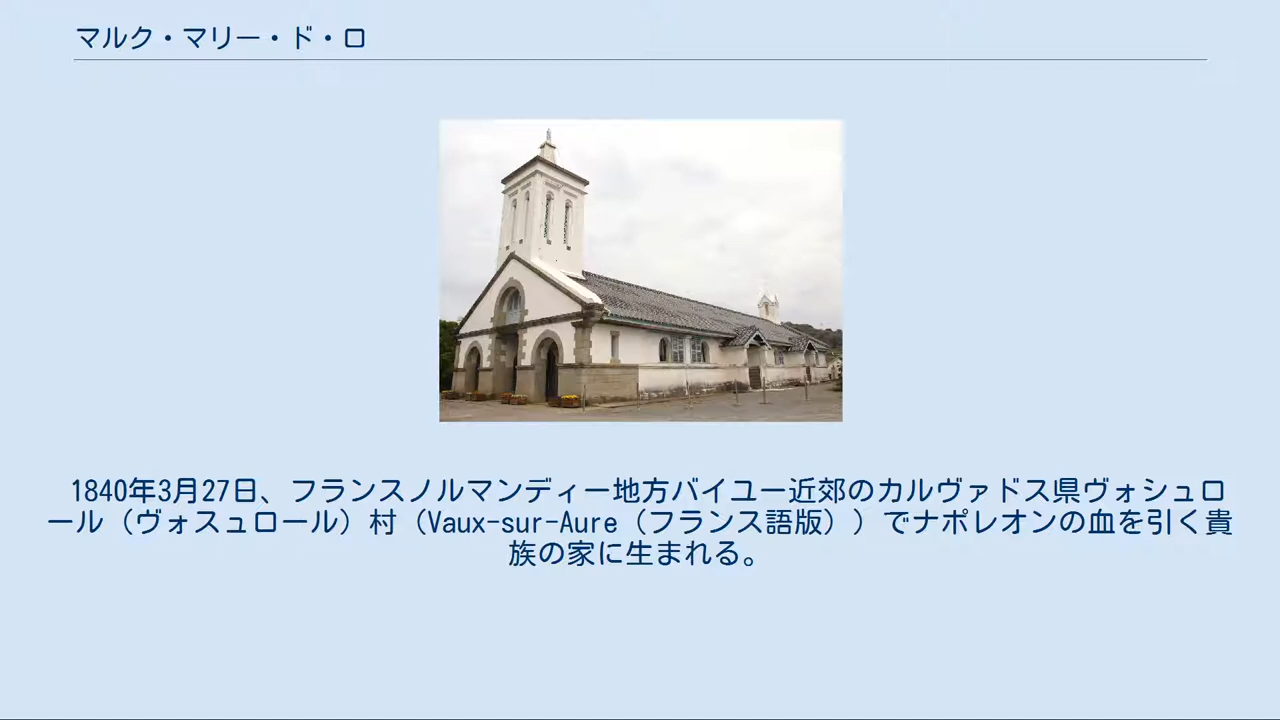 マルク・マリー・ド・ロ
1840年3月27日、フランスノルマンディー地方バイユー近郊のカルヴァドス県ヴォシュロ
ール（ヴォスュロール）村（Vaux-sur-Aure（フランス語版））でナポレオンの血を引く貴
族の家に生まれる。